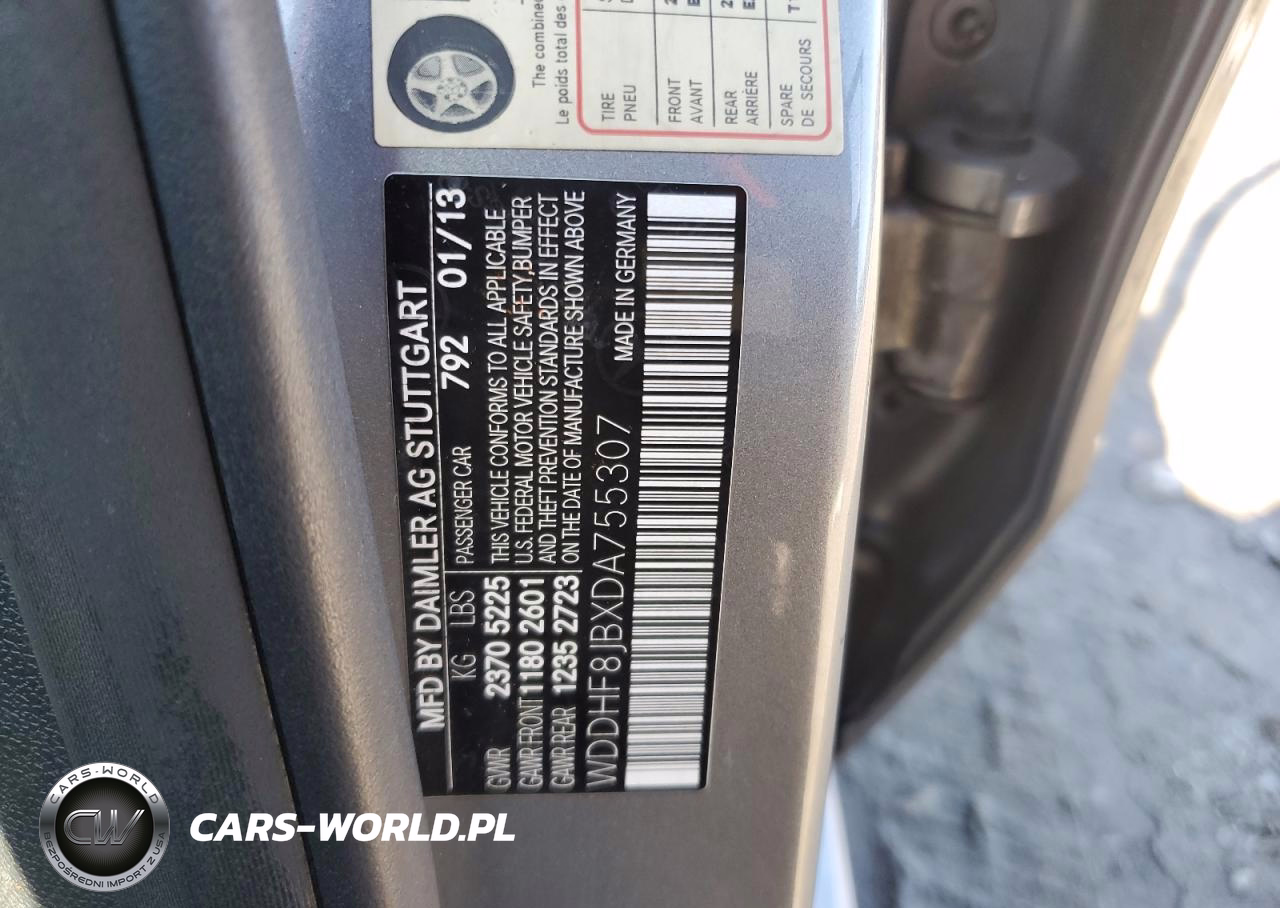 The combined
Le poids total des
TIRE
PNEU
FRONT
AVANT
REAR
ARRIÈRE
SPARE
DE SECOURS
MFD BY DAIMLER AG STUTTGART
KG LBS PASSENGER CAR 792 01/13
GVWR 2370 5225
GAWR FRONT 1180 2601
GAWR REAR 1235 2723
THIS VEHICLE CONFORMS TO ALL APPLICABLE
U.S. FEDERAL MOTOR VEHICLE SAFETY,BUMPER
AND THEFT PREVENTION STANDARDS IN EFFECT
ON THE DATE OF MANUFACTURE SHOWN ABOVE
WDDHF8JBXDA755307 MADE IN GERMANY
CARS-WORLD
CW
BEZPOŚREDNI IMPORT Z USA
CARS-WORLD.PL